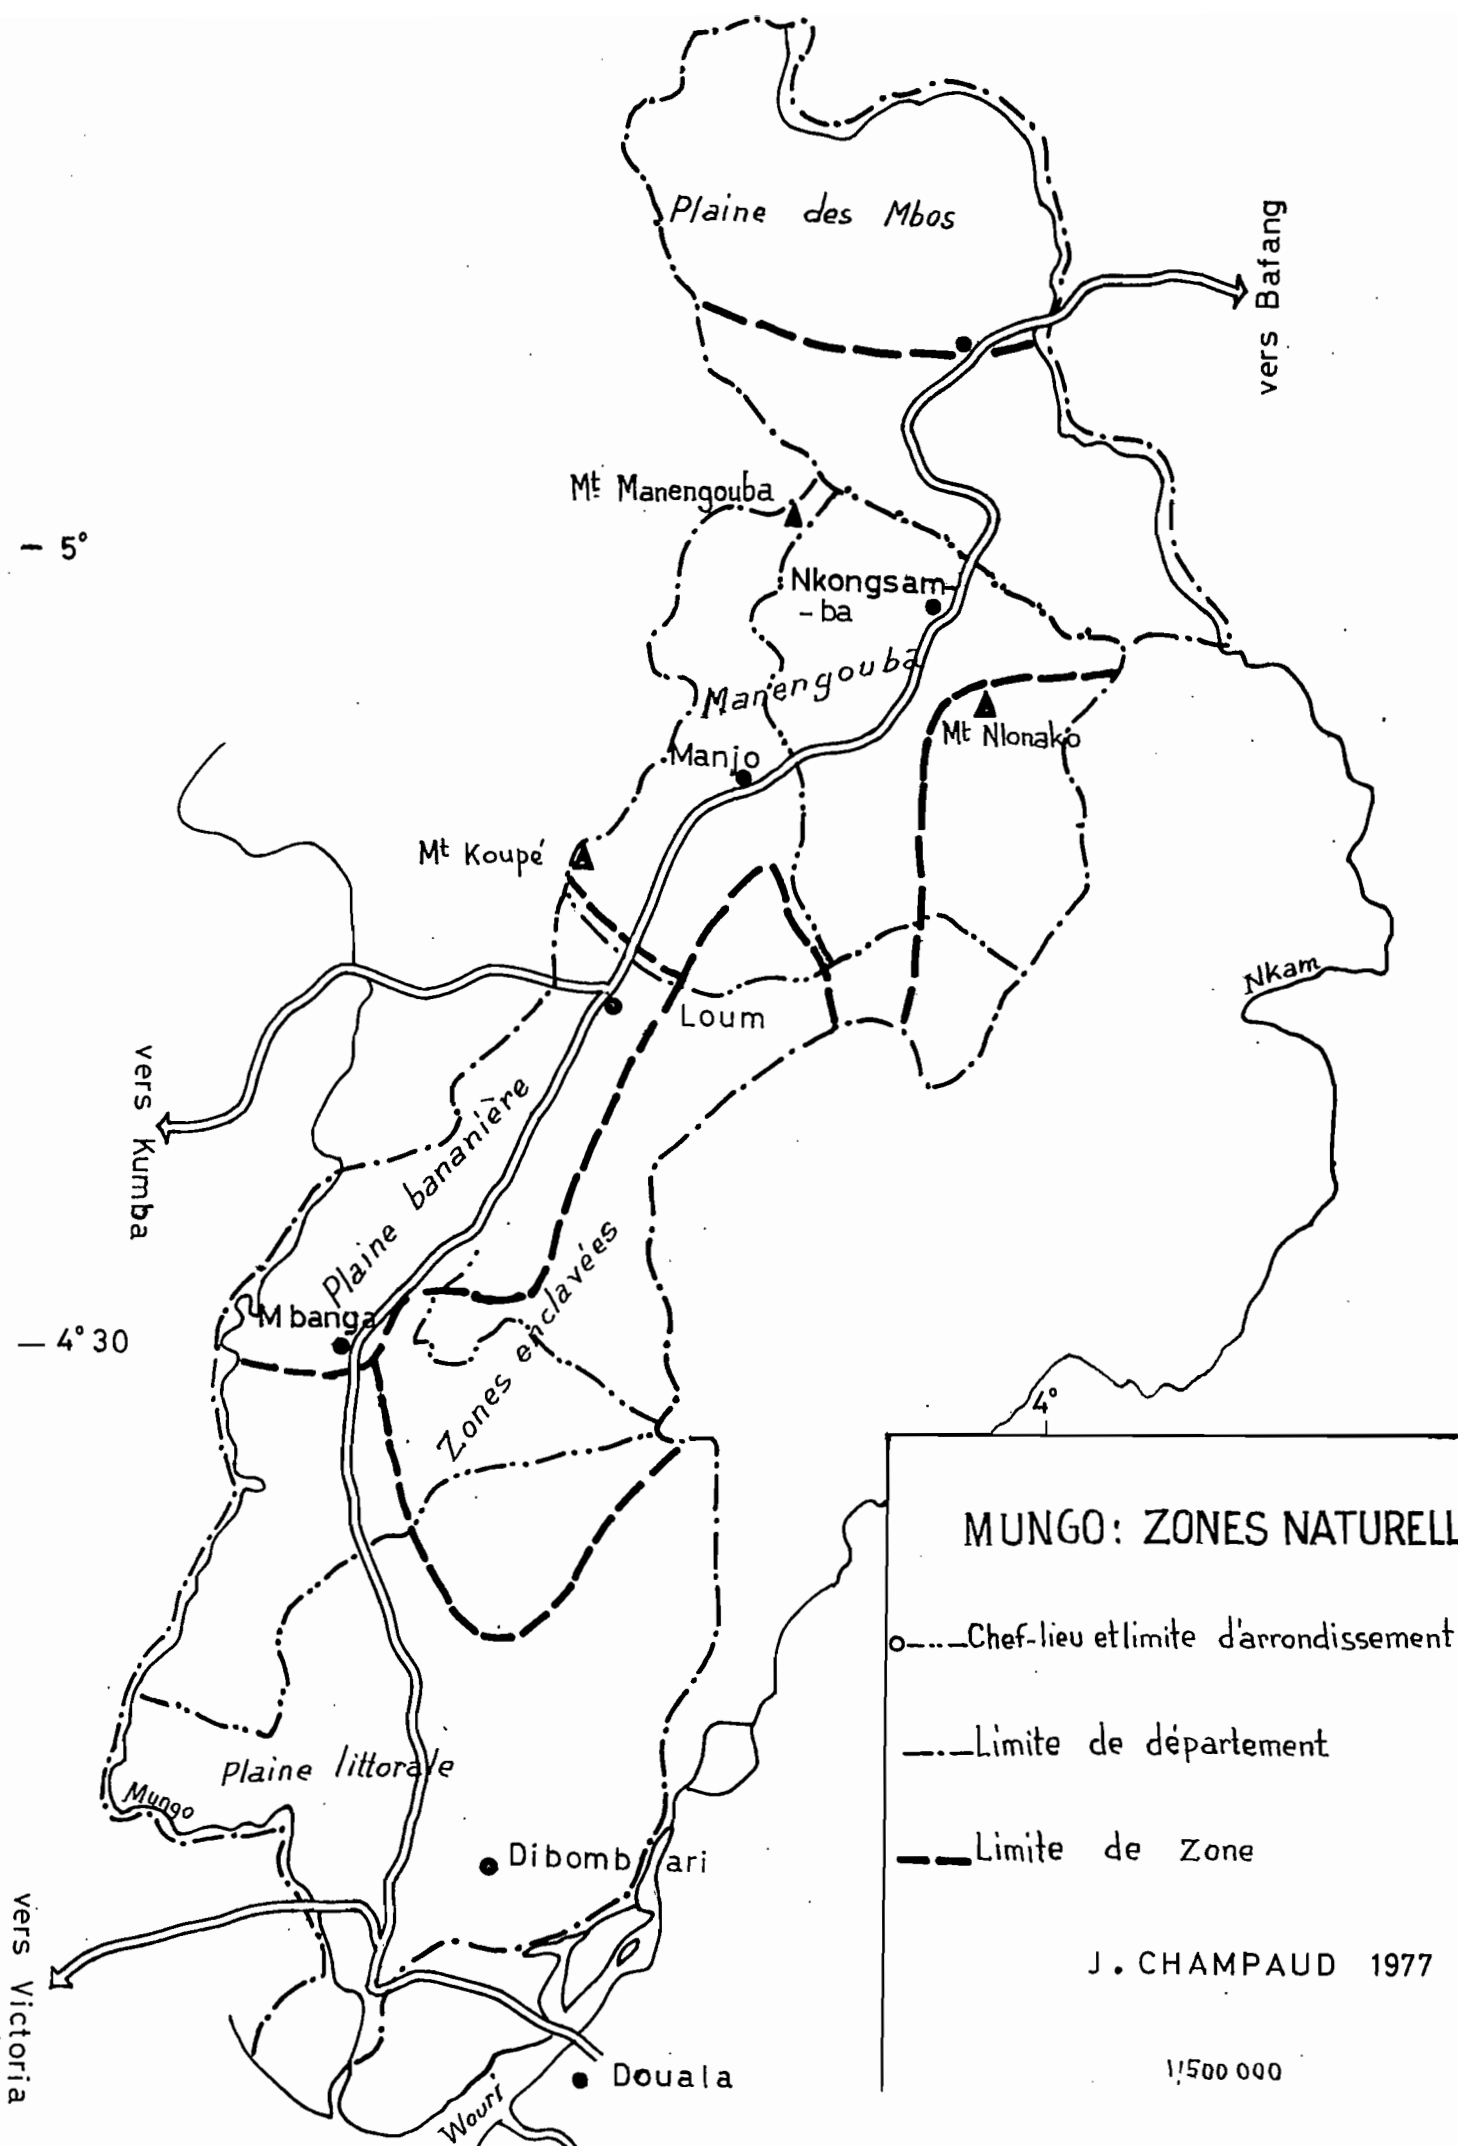 Plaine des Mbos
vers Bafang
Mt Manengouba
– 5°
Nkongsam-
-ba
Manengouba
Mt Nlonako
Manjo
Mt Koupé
Nkam
Loum
vers Kumba
Plaine bananière
Zones enclavées
Mbanga
– 4°30
4°
MUNGO: ZONES NATURELL
Chef-lieu et limite d'arrondissement
Limite de département
Limite de Zone
J. CHAMPAUD 1977
1/500 000
Plaine littorale
Mungo
Dibombari
vers Victoria
Douala
Wouri